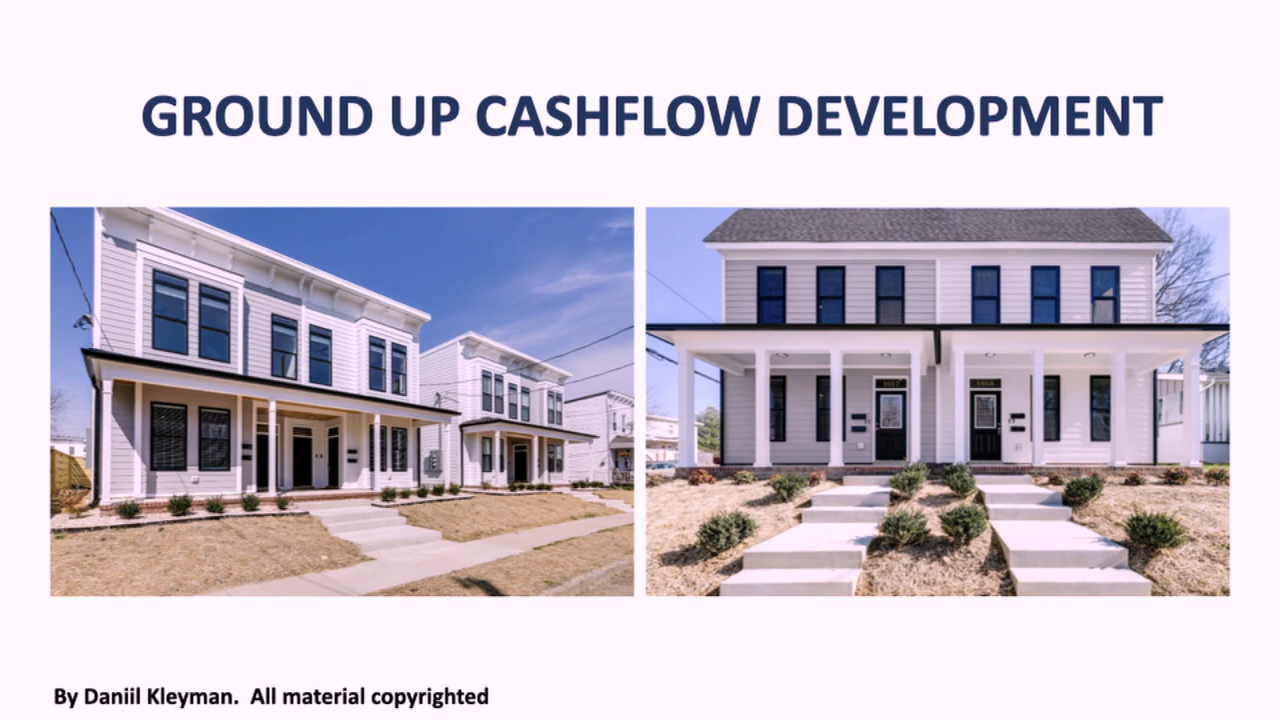 GROUND UP CASHFLOW DEVELOPMENT
By Daniil Kleyman.  All material copyrighted